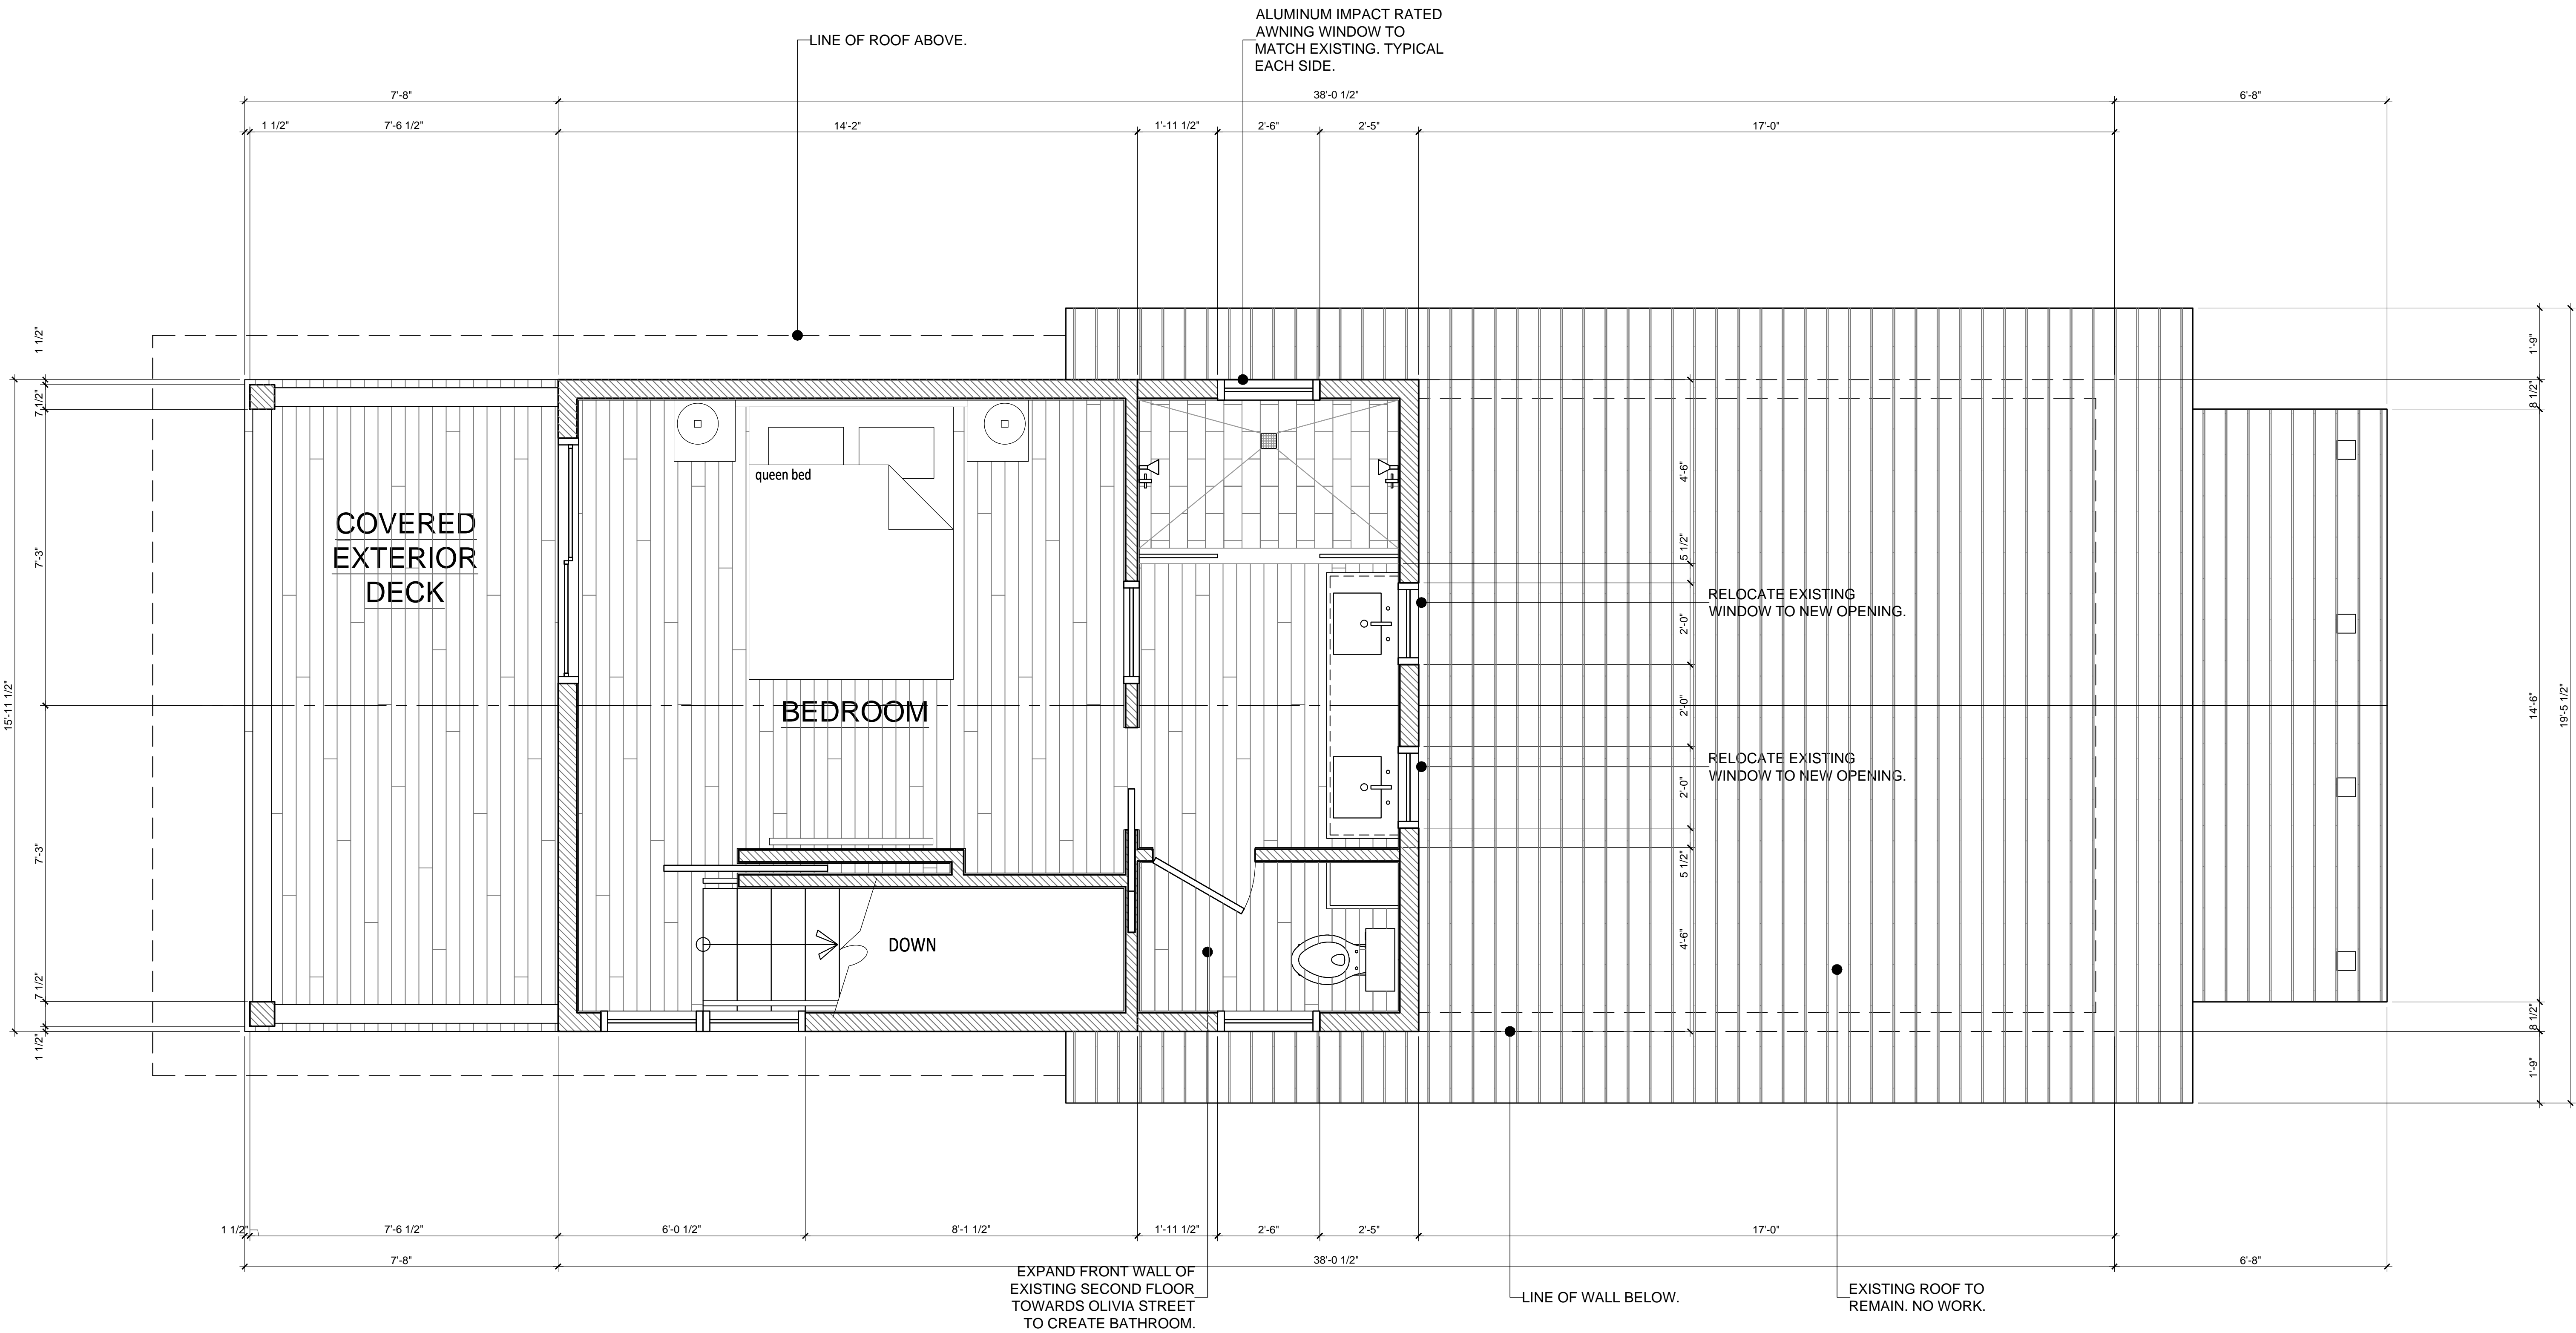 ALUMINUM IMPACT RATED
AWNING WINDOW TO
MATCH EXISTING. TYPICAL
EACH SIDE.
LINE OF ROOF ABOVE.
7'-8"
38'-0 1/2"
6'-8"
1 1/2"
7'-6 1/2"
14'-2"
1'-11 1/2"
2'-6"
2'-5"
17'-0"
1 1/2"
7 1/2"
7'-3"
15'-11 1/2"
7'-3"
7 1/2"
1 1/2"
COVERED
EXTERIOR
DECK
queen bed
BEDROOM
DOWN
4'-6"
5 1/2"
2'-0"
2'-0"
2'-0"
5 1/2"
4'-6"
RELOCATE EXISTING
WINDOW TO NEW OPENING.
RELOCATE EXISTING
WINDOW TO NEW OPENING.
1'-9"
8 1/2"
14'-6"
19'-5 1/2"
8 1/2"
1'-9"
1 1/2"
7'-6 1/2"
6'-0 1/2"
8'-1 1/2"
1'-11 1/2"
2'-6"
2'-5"
17'-0"
7'-8"
38'-0 1/2"
6'-8"
EXPAND FRONT WALL OF
EXISTING SECOND FLOOR
TOWARDS OLIVIA STREET
TO CREATE BATHROOM.
LINE OF WALL BELOW.
EXISTING ROOF TO
REMAIN. NO WORK.